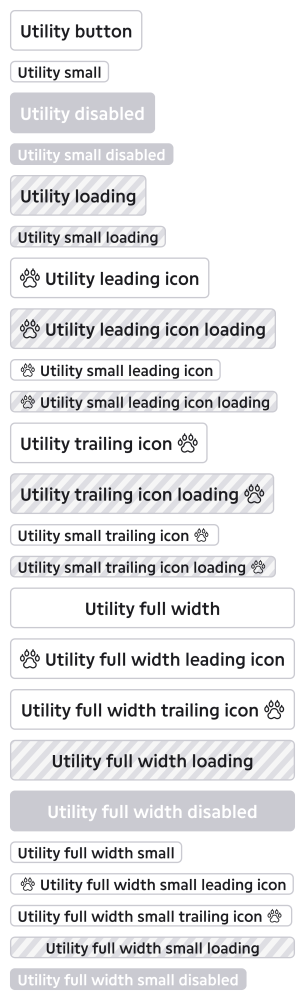 Utility button
Utility small
Utility disabled
Utility small disabled
Utility loading
Utility small loading
Utility leading icon
Utility leading icon loading
Utility small leading icon
Utility small leading icon loading
Utility trailing icon
Utility trailing icon loading
Utility small trailing icon
Utility small trailing icon loading
Utility full width
Utility full width leading icon
Utility full width trailing icon
Utility full width loading
Utility full width disabled
Utility full width small
Utility full width small leading icon
Utility full width small trailing icon
Utility full width small loading
Utility full width small disabled